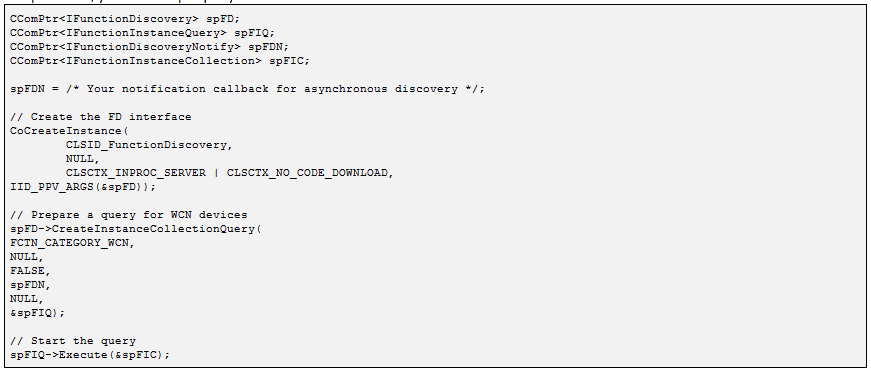 CComPtr<IFunctionDiscovery> spFD;
CComPtr<IFunctionInstanceQuery> spFIQ;
CComPtr<IFunctionDiscoveryNotify> spFDN;
CComPtr<IFunctionInstanceCollection> spFIC;
spFDN = /* Your notification callback for asynchronous discovery */;
// Create the FD interface
CoCreateInstance(
CLSID_FunctionDiscovery,
NULL,
CLSCTX_INPROC_SERVER | CLSCTX_NO_CODE_DOWNLOAD,
IID_PPV_ARGS(&spFD));
// Prepare a query for WCN devices
spFD->CreateInstanceCollectionQuery(
FCTN_CATEGORY_WCN,
NULL,
FALSE,
spFDN,
NULL,
&spFIQ);
// Start the query
spFIQ->Execute(&spFIC);